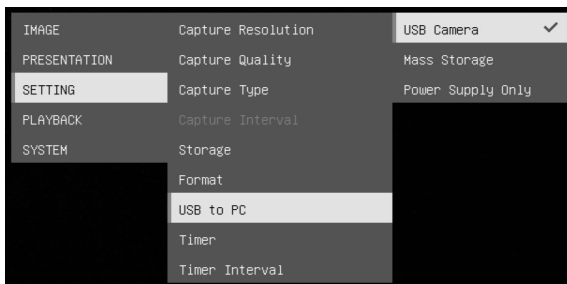 IMAGE
PRESENTATION
SETTING
PLAYBACK
SYSTEM
Capture Resolution
Capture Quality
Capture Type
Capture Interval
Storage
Format
USB to PC
Timer
Timer Interval
USB Camera ✓
Mass Storage
Power Supply Only